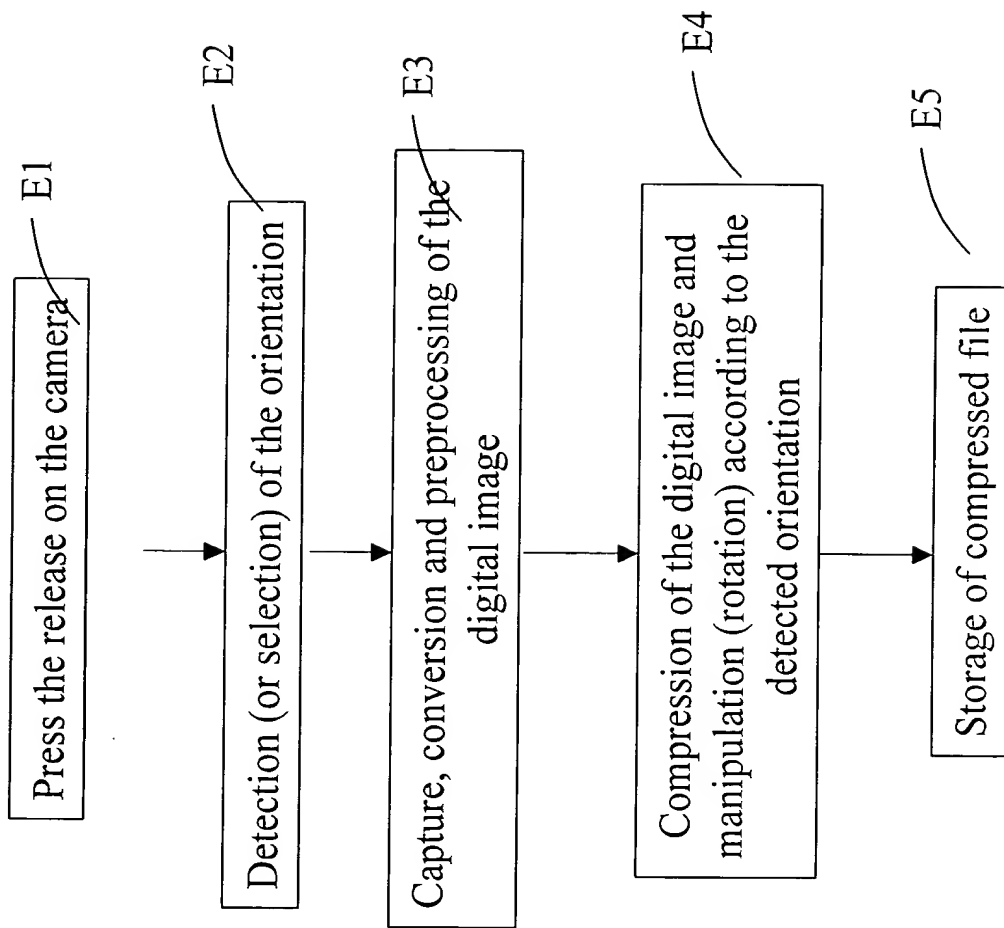 E1
Press the release on the camera
E2
Detection (or selection) of the orientation
E3
Capture, conversion and preprocessing of the
digital image
E4
Compression of the digital image and
manipulation (rotation) according to the
detected orientation
E5
Storage of compressed file